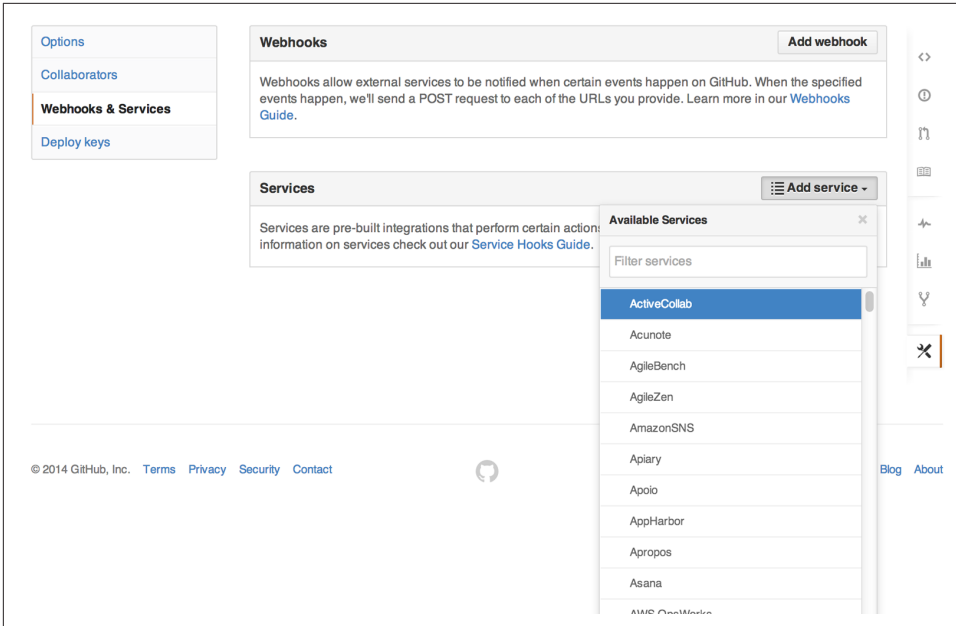 Options
Collaborators
Webhooks & Services
Deploy keys
Webhooks
Add webhook
Webhooks allow external services to be notified when certain events happen on GitHub. When the specified
events happen, we'll send a POST request to each of the URLs you provide. Learn more in our Webhooks
Guide.
Services
Add service
Services are pre-built integrations that perform certain actions
information on services check out our Service Hooks Guide.
Available Services
Filter services
ActiveCollab
Acunote
AgileBench
AgileZen
AmazonSNS
Apiary
Apoio
AppHarbor
Apropos
Asana
AWS OpsWorks
© 2014 GitHub, Inc. Terms Privacy Security Contact
Blog About